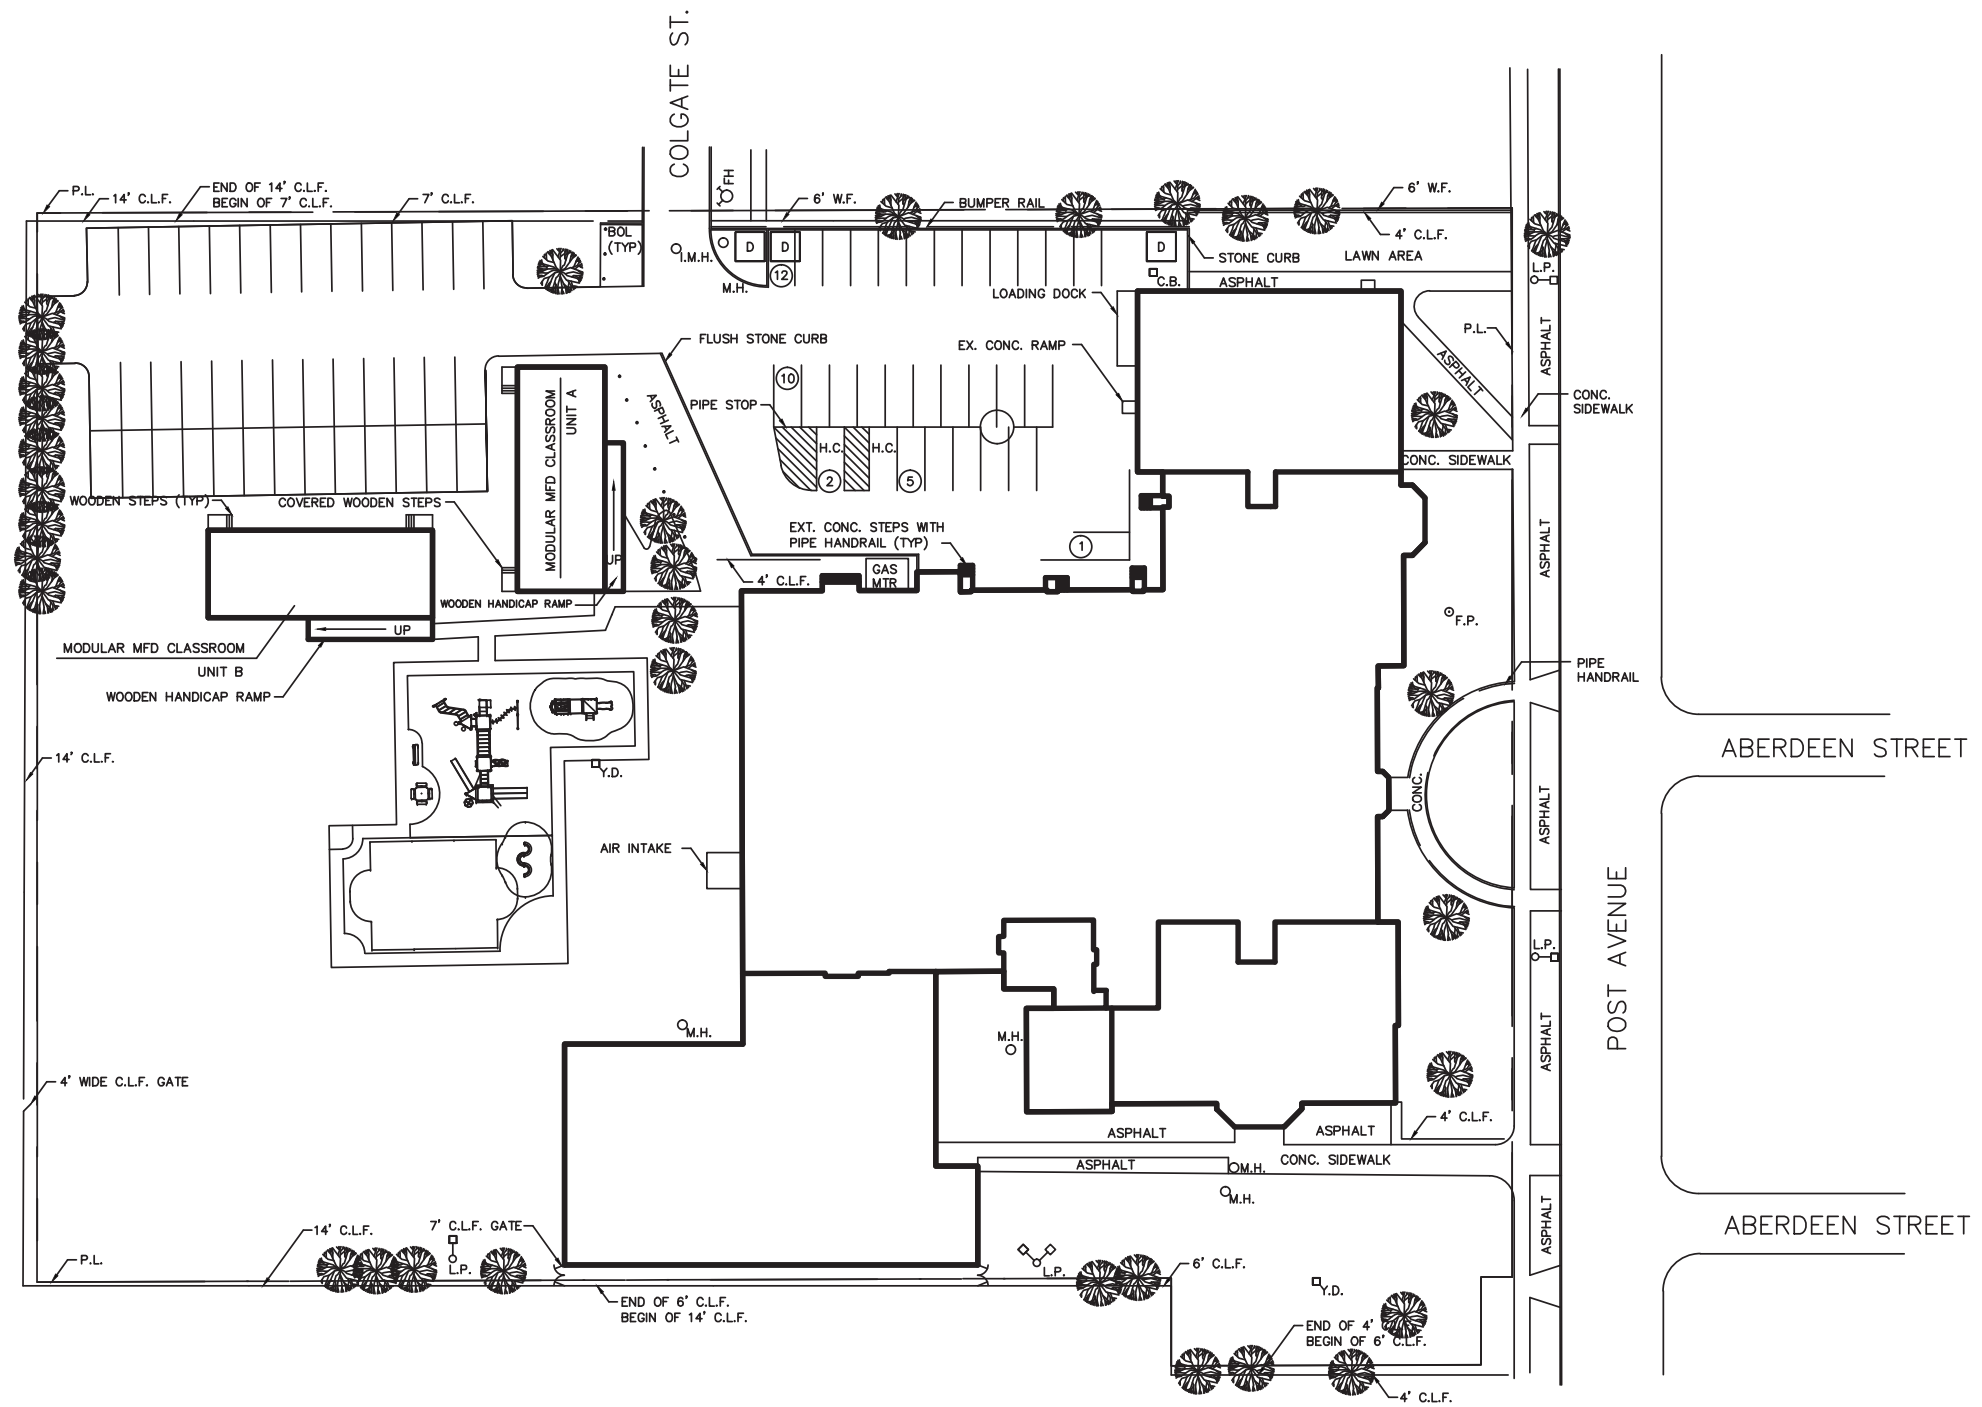 COLGATE ST.
FH
P.L.
14' C.L.F.
END OF 14' C.L.F.
BEGIN OF 7' C.L.F.
7' C.L.F.
6' W.F.
BUMPER RAIL
6' W.F.
4' C.L.F.
BOL
(TYP)
I.M.H.
D
D
12
M.H.
D
C.B.
STONE CURB
LAWN AREA
L.P.
ASPHALT
LOADING DOCK
FLUSH STONE CURB
EX. CONC. RAMP
P.L.
ASPHALT
ASPHALT
CONC.
SIDEWALK
10
PIPE STOP
MODULAR MFD CLASSROOM
UNIT A
ASPHALT
H.C.
H.C.
2
5
CONC. SIDEWALK
WOODEN STEPS (TYP)
COVERED WOODEN STEPS
EXT. CONC. STEPS WITH
PIPE HANDRAIL (TYP)
1
ASPHALT
UP
GAS
MTR
4' C.L.F.
WOODEN HANDICAP RAMP
F.P.
UP
MODULAR MFD CLASSROOM
UNIT B
WOODEN HANDICAP RAMP
PIPE
HANDRAIL
14' C.L.F.
Y.D.
CONC.
ASPHALT
ABERDEEN STREET
AIR INTAKE
POST AVENUE
L.P.
M.H.
M.H.
ASPHALT
4' WIDE C.L.F. GATE
4' C.L.F.
ASPHALT
ASPHALT
CONC. SIDEWALK
ASPHALT
M.H.
M.H.
ASPHALT
ABERDEEN STREET
14' C.L.F.
7' C.L.F. GATE
P.L.
L.P.
L.P.
6' C.L.F.
Y.D.
END OF 6' C.L.F.
BEGIN OF 14' C.L.F.
END OF 4'
BEGIN OF 6' C.L.F.
4' C.L.F.